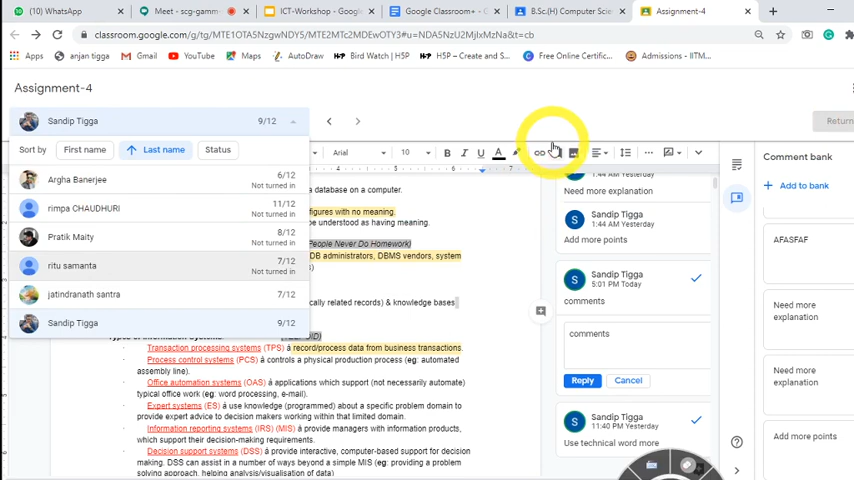 (10) WhatsApp
Meet - scg-gamm
ICT-Workshop - Google
Google Classroom+
B.Sc.(H) Computer Scien
Assignment-4
classroom.google.com/g/tg/MTE1OTA5NzgwNDY5/MTE2MTc2MDEwOTY3#u=NDA5NzU2MjIxMzNa&t=cb
Apps
anjan tigga
Gmail
YouTube
Maps
AutoDraw
Bird Watch | H5P
H5P – Create and S...
Free Online Certific...
Admissions - IITM...
Assignment-4
Sandip Tigga
9/12
Return
Sort by
First name
Last name
Status
Arial
10
B I U A
Argha Banerjee
6/12
Not turned in
rimpa CHAUDHURI
11/12
Not turned in
Pratik Maity
8/12
Not turned in
ritu samanta
7/12
Not turned in
jatindranath santra
7/12
Sandip Tigga
9/12
a database on a computer.
figures with no meaning.
be understood as having meaning.
People Never Do Homework)
DB administrators, DBMS vendors, system
s)
cally related records) & knowledge bases
Types of Information Systems
Transaction processing systems (TPS) á record/process data from business transactions.
Process control systems (PCS) á controls a physical production process (eg: automated
assembly line).
Office automation systems (OAS) á applications which support (not necessarily automate)
typical office work (eg: word processing, e-mail).
Expert systems (ES) á use knowledge (programmed) about a specific problem domain to
provide expert advice to decision makers working within that limited domain.
Information reporting systems (IRS) (MIS) á provide managers with information products,
which support their decision-making requirements.
Decision support systems (DSS) á provide interactive, computer-based support for decision
making. DSS can assist in a number of ways beyond a simple MIS (eg: providing a problem
solving approach, helping analysis/visualisation of data)
1:44 AM Yesterday
Need more explanation
S
Sandip Tigga
1:44 AM Yesterday
Add more points
S
Sandip Tigga
5:01 PM Today
comments
comments
Reply
Cancel
S
Sandip Tigga
11:40 PM Yesterday
Use technical word more
Comment bank
Add to bank
AFASFAF
Need more
explanation
Need more
explanation
Add more points